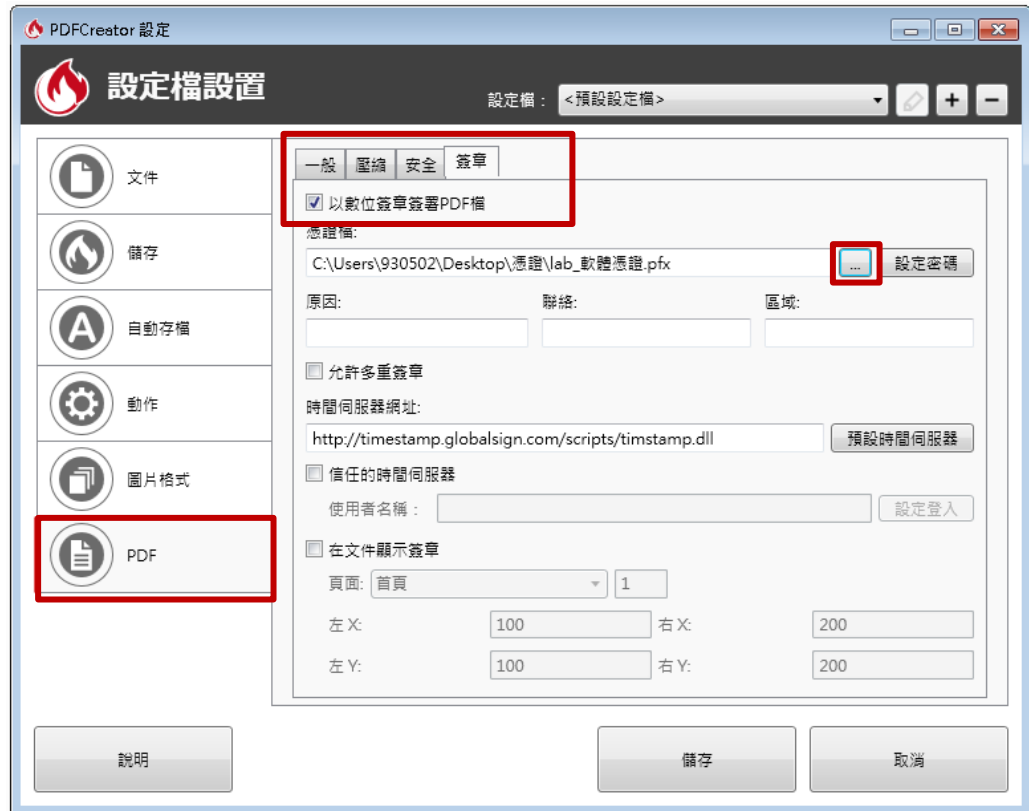 PDFCreator 設定
設定檔設置
設定檔： <預設設定檔>
文件
儲存
自動存檔
動作
圖片格式
PDF
一般 壓縮 安全 簽章
以數位簽章簽署PDF檔
憑證檔:
C:\Users\930502\Desktop\憑證\lab_軟體憑證.pfx ... 設定密碼
原因: 聯絡: 區域:
允許多重簽章
時間伺服器網址:
http://timestamp.globalsign.com/scripts/timstamp.dll 預設時間伺服器
信任的時間伺服器
使用者名稱： 設定登入
在文件顯示簽章
頁面: 首頁 1
左 X: 100 右 X: 200
左 Y: 100 右 Y: 200
說明 儲存 取消